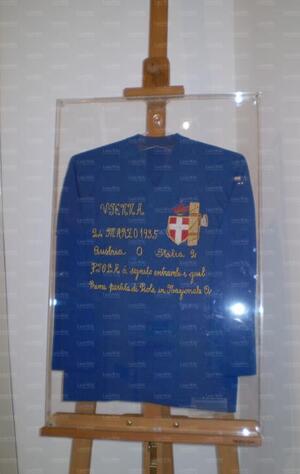 VIENNA
24 MARZO 1935
Austria 0 Italia 2
PIOLA à segnato entrambi i goal
Prima partita di Piola in Nazionale A